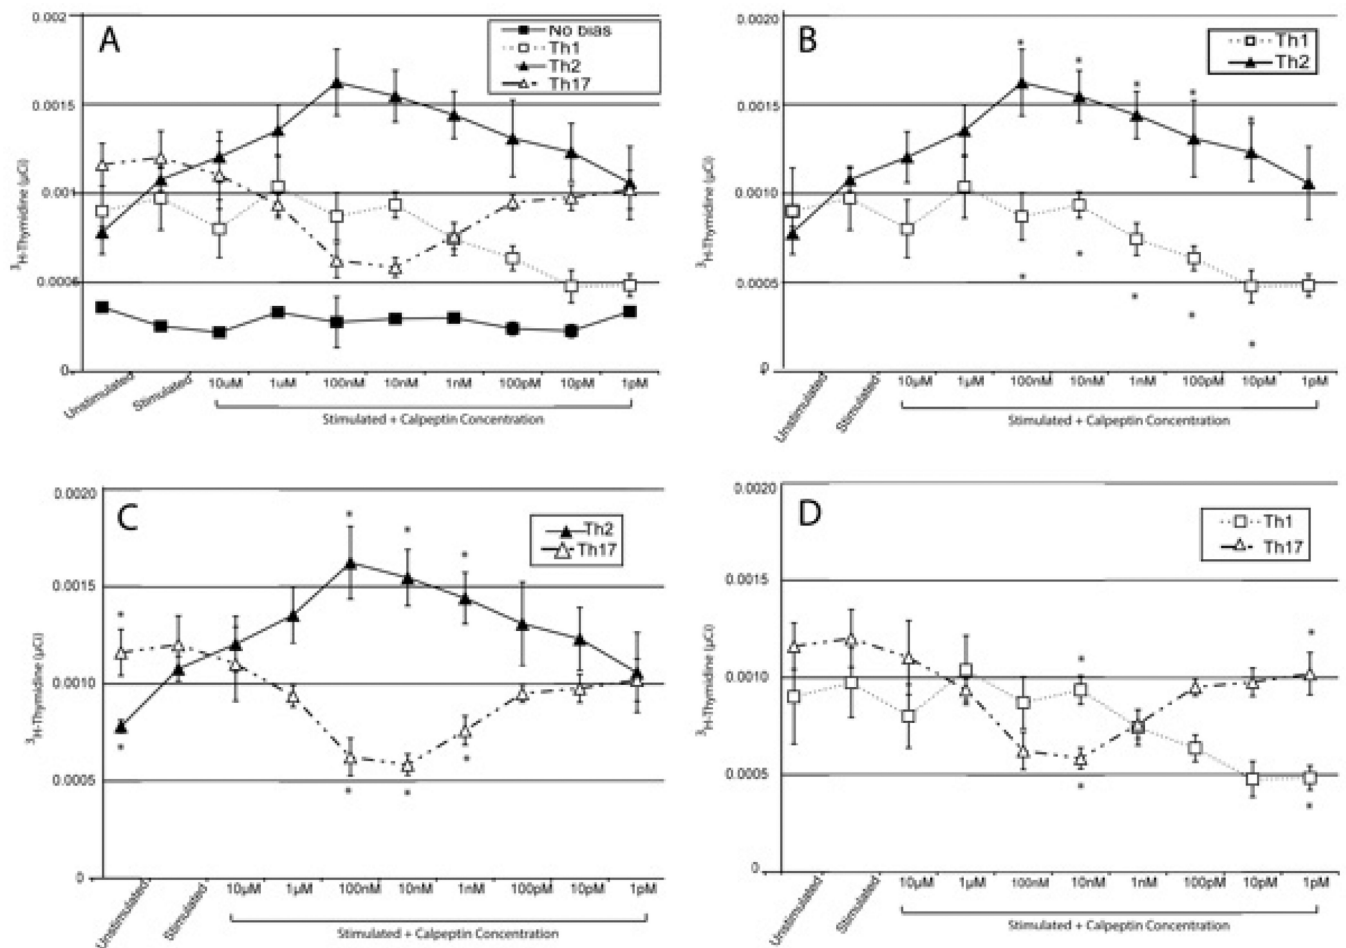 A
0.002
0.0015
0.001
0.0005
0
³H-Thymidine (µCi)
No bias
Th1
Th2
Th17
Unstimulated
Stimulated
10uM
1uM
100nM
10nM
1nM
100pM
10pM
1pM
Stimulated + Calpeptin Concentration
B
0.0020
0.0015
0.0010
0.0005
0
³H-Thymidine (µCi)
Th1
Th2
Unstimulated
Stimulated
10µM
1µM
100nM
10nM
1nM
100pM
10pM
1pM
Stimulated + Calpeptin Concentration
C
0.0020
0.0015
0.0010
0.0005
0
³H-Thymidine (µCi)
Th2
Th17
Unstimulated
Stimulated
10µM
1µM
100nM
10nM
1nM
100pM
10pM
1pM
Stimulated + Calpeptin Concentration
D
0.0020
0.0015
0.0010
0.0005
0
³H-Thymidine (µCi)
Th1
Th17
Unstimulated
Stimulated
10µM
1µM
100nM
10nM
1nM
100pM
10pM
1pM
Stimulated + Calpeptin Concentration